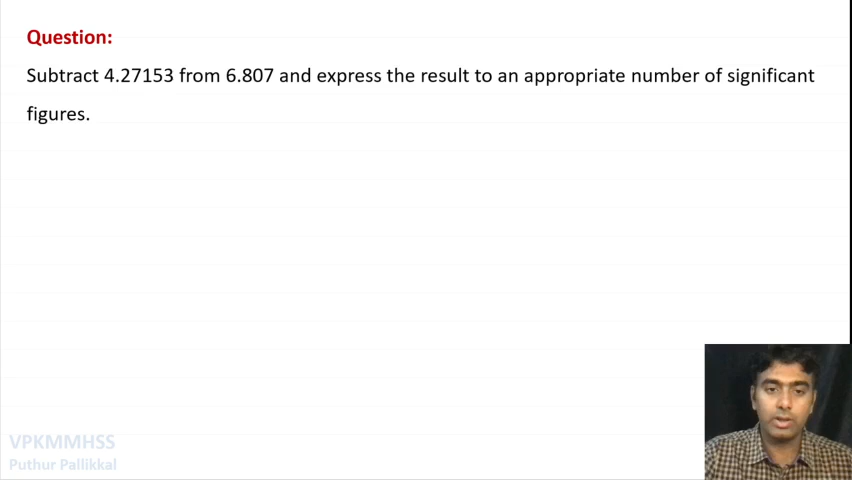 Question:
Subtract 4.27153 from 6.807 and express the result to an appropriate number of significant
figures.
VPKMMHSS
Puthur Pallikkal